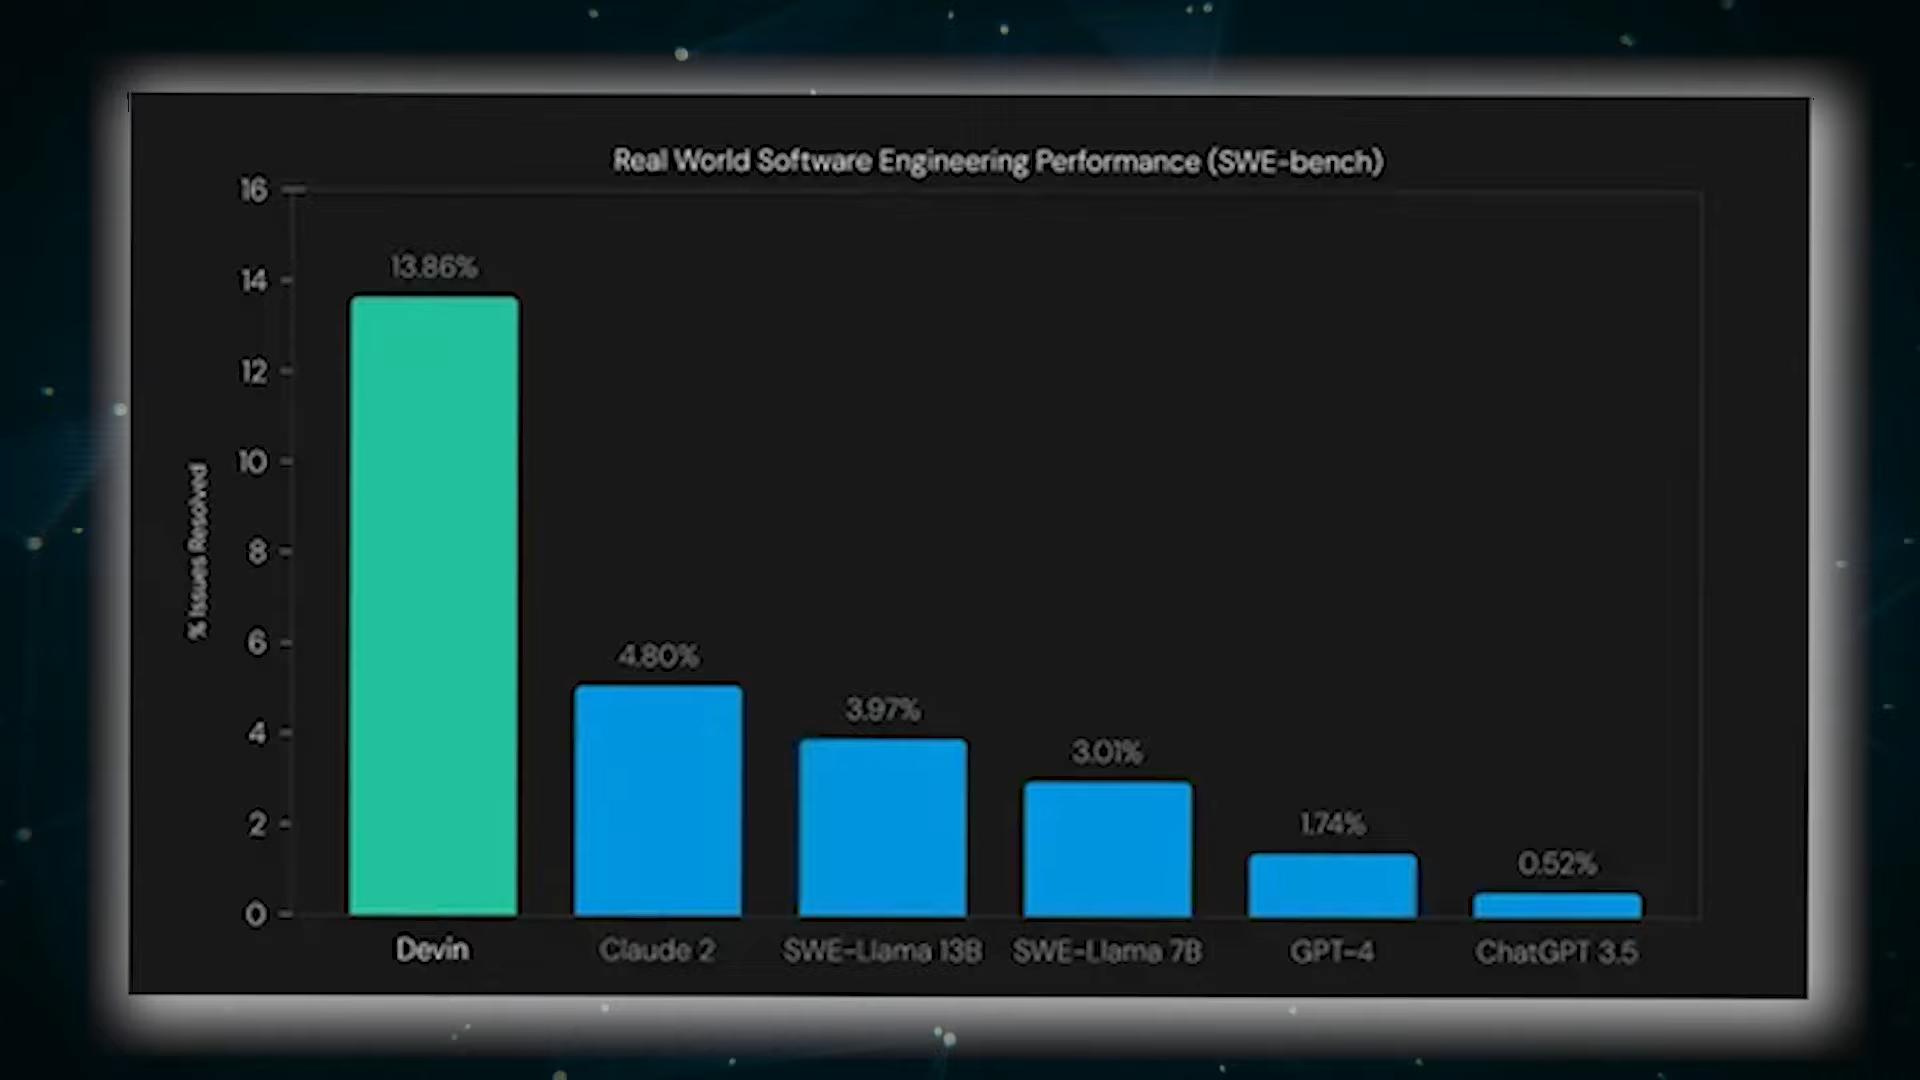 Real World Software Engineering Performance (SWE-bench)
16
14
12
10
8
6
4
2
0
% Issues Resolved
13.86%
4.80%
3.97%
3.01%
1.74%
0.52%
Devin
Claude 2
SWE-Llama 13B
SWE-Llama 7B
GPT-4
ChatGPT 3.5